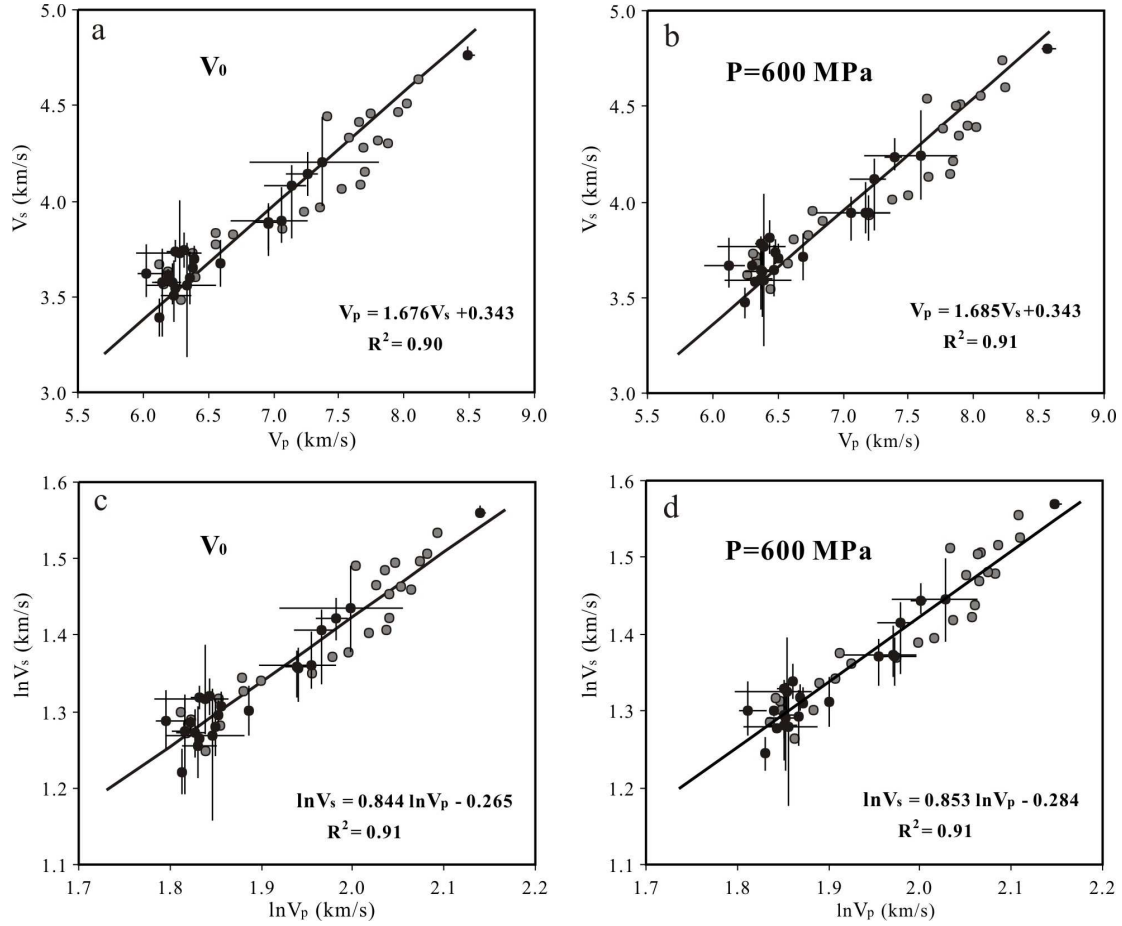 a
V₀
5.0
4.5
4.0
3.5
3.0
Vₛ (km/s)
Vₚ = 1.676Vₛ +0.343
R² = 0.90
5.5 6.0 6.5 7.0 7.5 8.0 8.5 9.0
Vₚ (km/s)
b
P=600 MPa
5.0
4.5
4.0
3.5
3.0
Vₛ (km/s)
Vₚ = 1.685Vₛ+0.343
R² = 0.91
5.5 6.0 6.5 7.0 7.5 8.0 8.5 9.0
Vₚ (km/s)
c
V₀
1.6
1.5
1.4
1.3
1.2
1.1
lnVₛ (km/s)
lnVₛ = 0.844 lnVₚ - 0.265
R² = 0.91
1.7 1.8 1.9 2.0 2.1 2.2
lnVₚ (km/s)
d
P=600 MPa
1.6
1.5
1.4
1.3
1.2
1.1
lnVₛ (km/s)
lnVₛ = 0.853 lnVₚ - 0.284
R² = 0.91
1.7 1.8 1.9 2.0 2.1 2.2
lnVₚ (km/s)